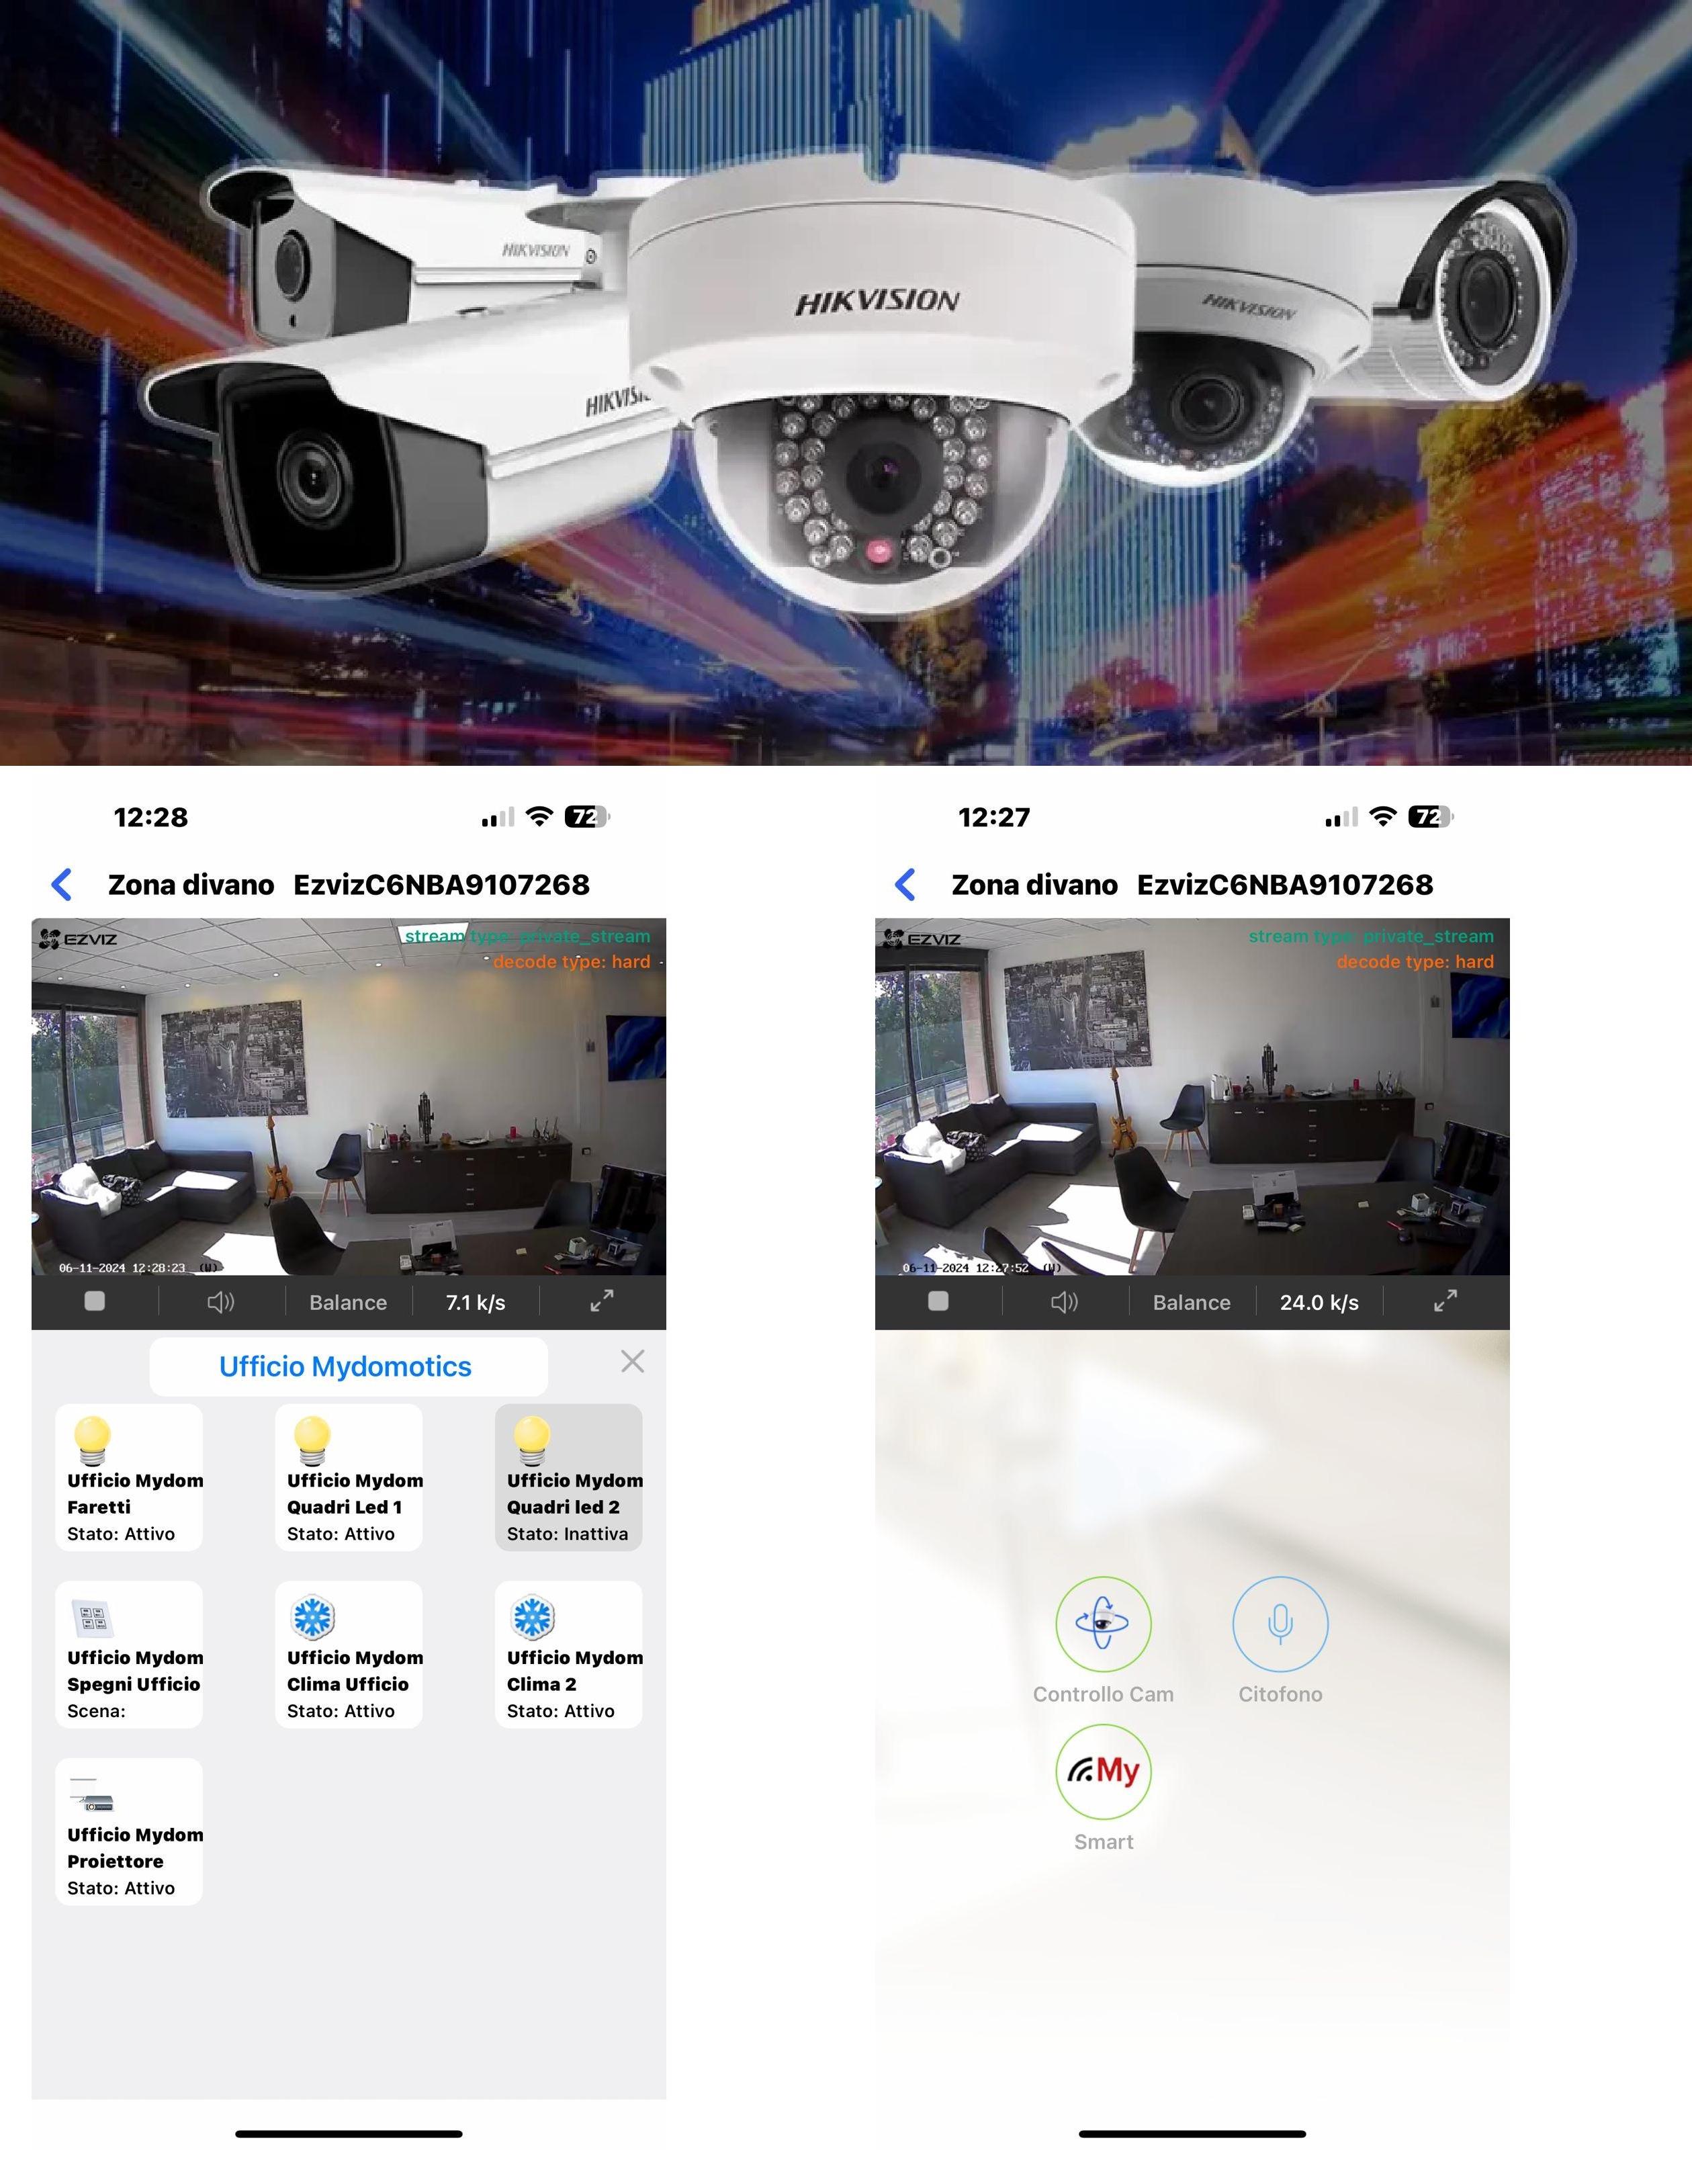 HIKVISION
HIKVISION
HIKVISION
12:28
72
Zona divano EzvizC6NBA9107268
EZVIZ
stream type: private_stream
decode type: hard
06-11-2024 12:28:23 (W)
Balance
7.1 k/s
Ufficio Mydomotics
Ufficio Mydom
Faretti
Stato: Attivo
Ufficio Mydom
Quadri Led 1
Stato: Attivo
Ufficio Mydom
Quadri led 2
Stato: Inattiva
Ufficio Mydom
Spegni Ufficio
Scena:
Ufficio Mydom
Clima Ufficio
Stato: Attivo
Ufficio Mydom
Clima 2
Stato: Attivo
Ufficio Mydom
Proiettore
Stato: Attivo
12:27
72
Zona divano EzvizC6NBA9107268
EZVIZ
stream type: private_stream
decode type: hard
06-11-2024 12:27:52 (W)
Balance
24.0 k/s
Controllo Cam
Citofono
My
Smart